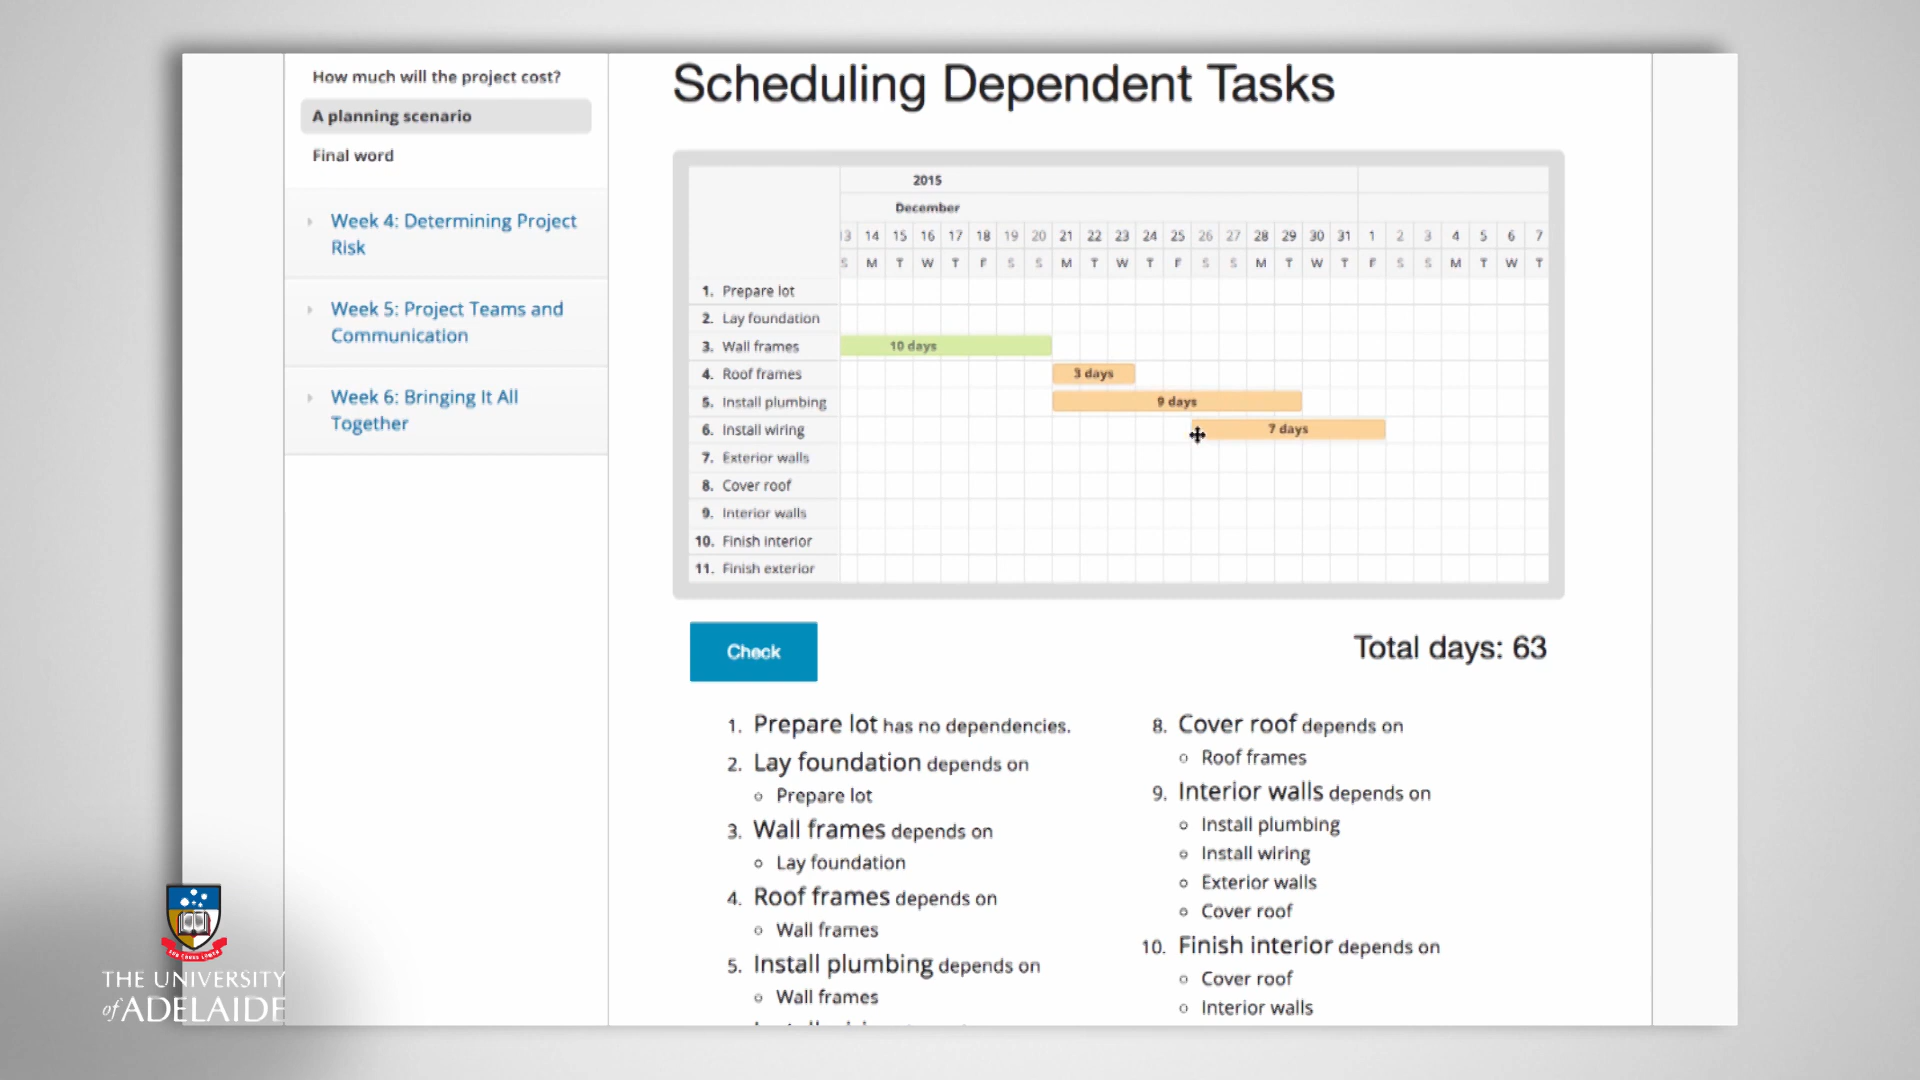 How much will the project cost?
A planning scenario
Final word
Week 4: Determining Project
Risk
Week 5: Project Teams and
Communication
Week 6: Bringing It All
Together
Scheduling Dependent Tasks
2015
December
13 14 15 16 17 18 19 20 21 22 23 24 25 26 27 28 29 30 31 1 2 3 4 5 6 7
S M T W T F S S M T W T F S S M T W T F S S M T W T
1. Prepare lot
2. Lay foundation
3. Wall frames 10 days
4. Roof frames 3 days
5. Install plumbing 9 days
6. Install wiring 7 days
7. Exterior walls
8. Cover roof
9. Interior walls
10. Finish interior
11. Finish exterior
Check
Total days: 63
1. Prepare lot has no dependencies.
2. Lay foundation depends on
Prepare lot
3. Wall frames depends on
Lay foundation
4. Roof frames depends on
Wall frames
5. Install plumbing depends on
Wall frames
8. Cover roof depends on
Roof frames
9. Interior walls depends on
Install plumbing
Install wiring
Exterior walls
Cover roof
10. Finish interior depends on
Cover roof
Interior walls
THE UNIVERSITY
of ADELAIDE